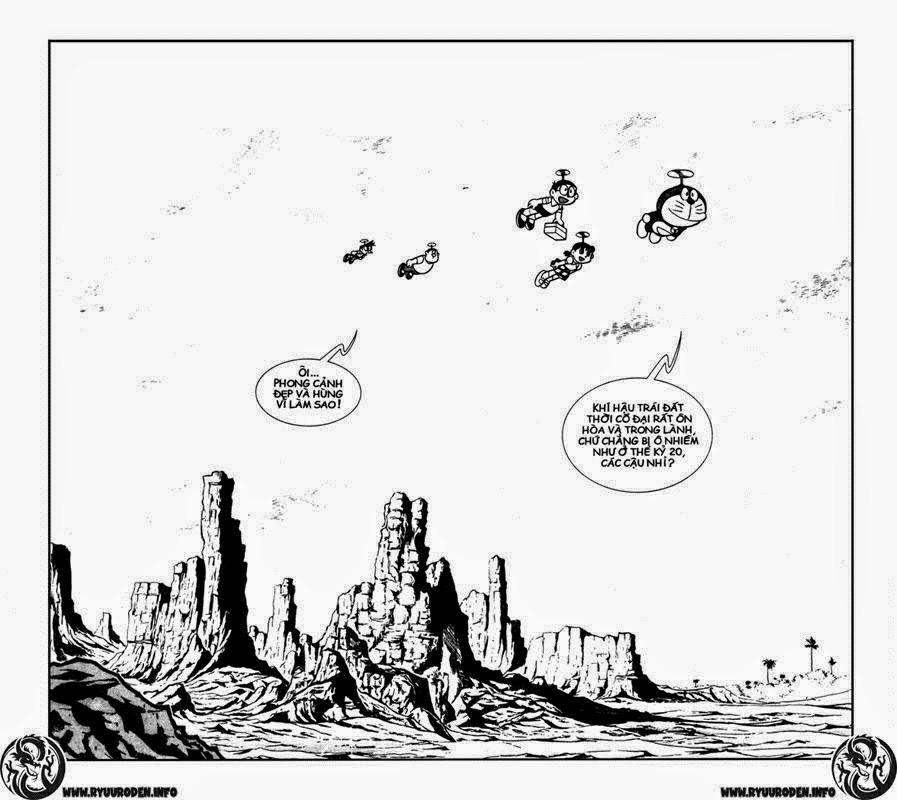 ÔI...
PHONG CẢNH
ĐẸP VÀ HÙNG
VĨ LÀM SAO!
KHÍ HẬU TRÁI ĐẤT
THỜI CỔ ĐẠI RẤT ÔN
HÒA VÀ TRONG LÀNH,
CHỨ CHẲNG BỊ Ô NHIỄM
NHƯ Ở THẾ KỶ 20,
CÁC CẬU NHỈ?
WWW.RYUURODEN.INFO
WWW.RYUURODEN.INFO